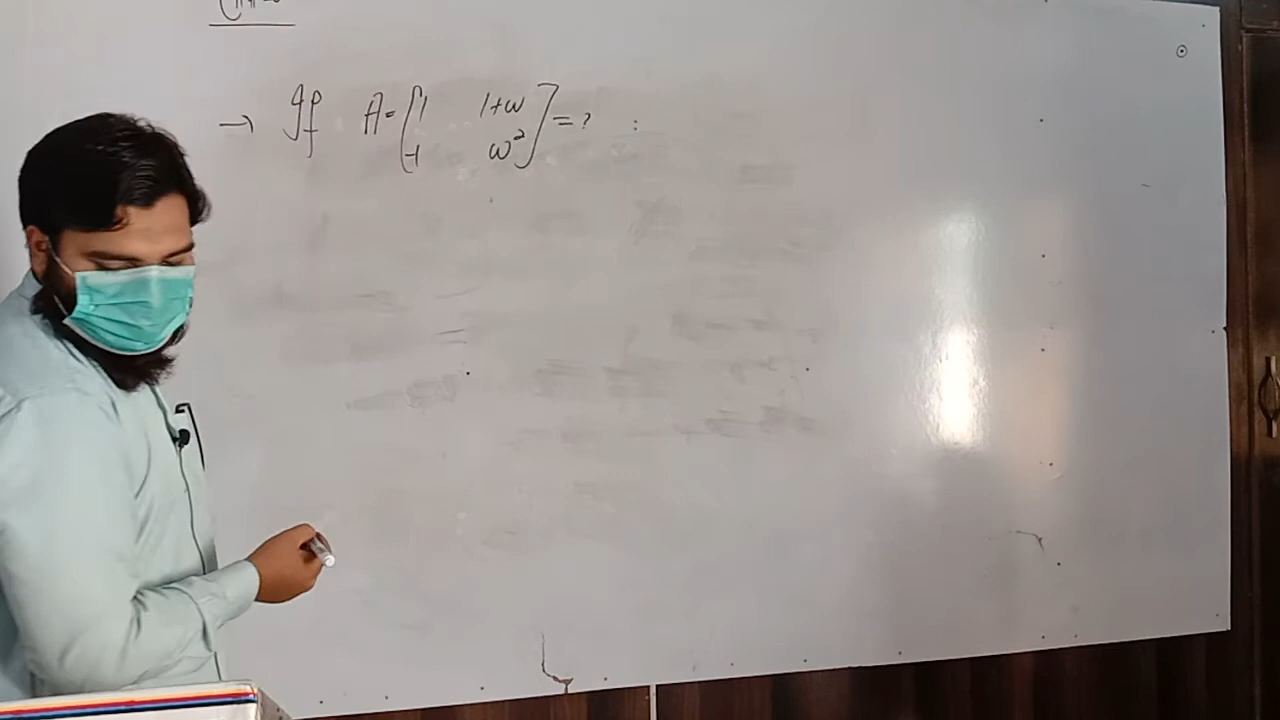 → If A = [1 1+ω
-1 ω²] = ?